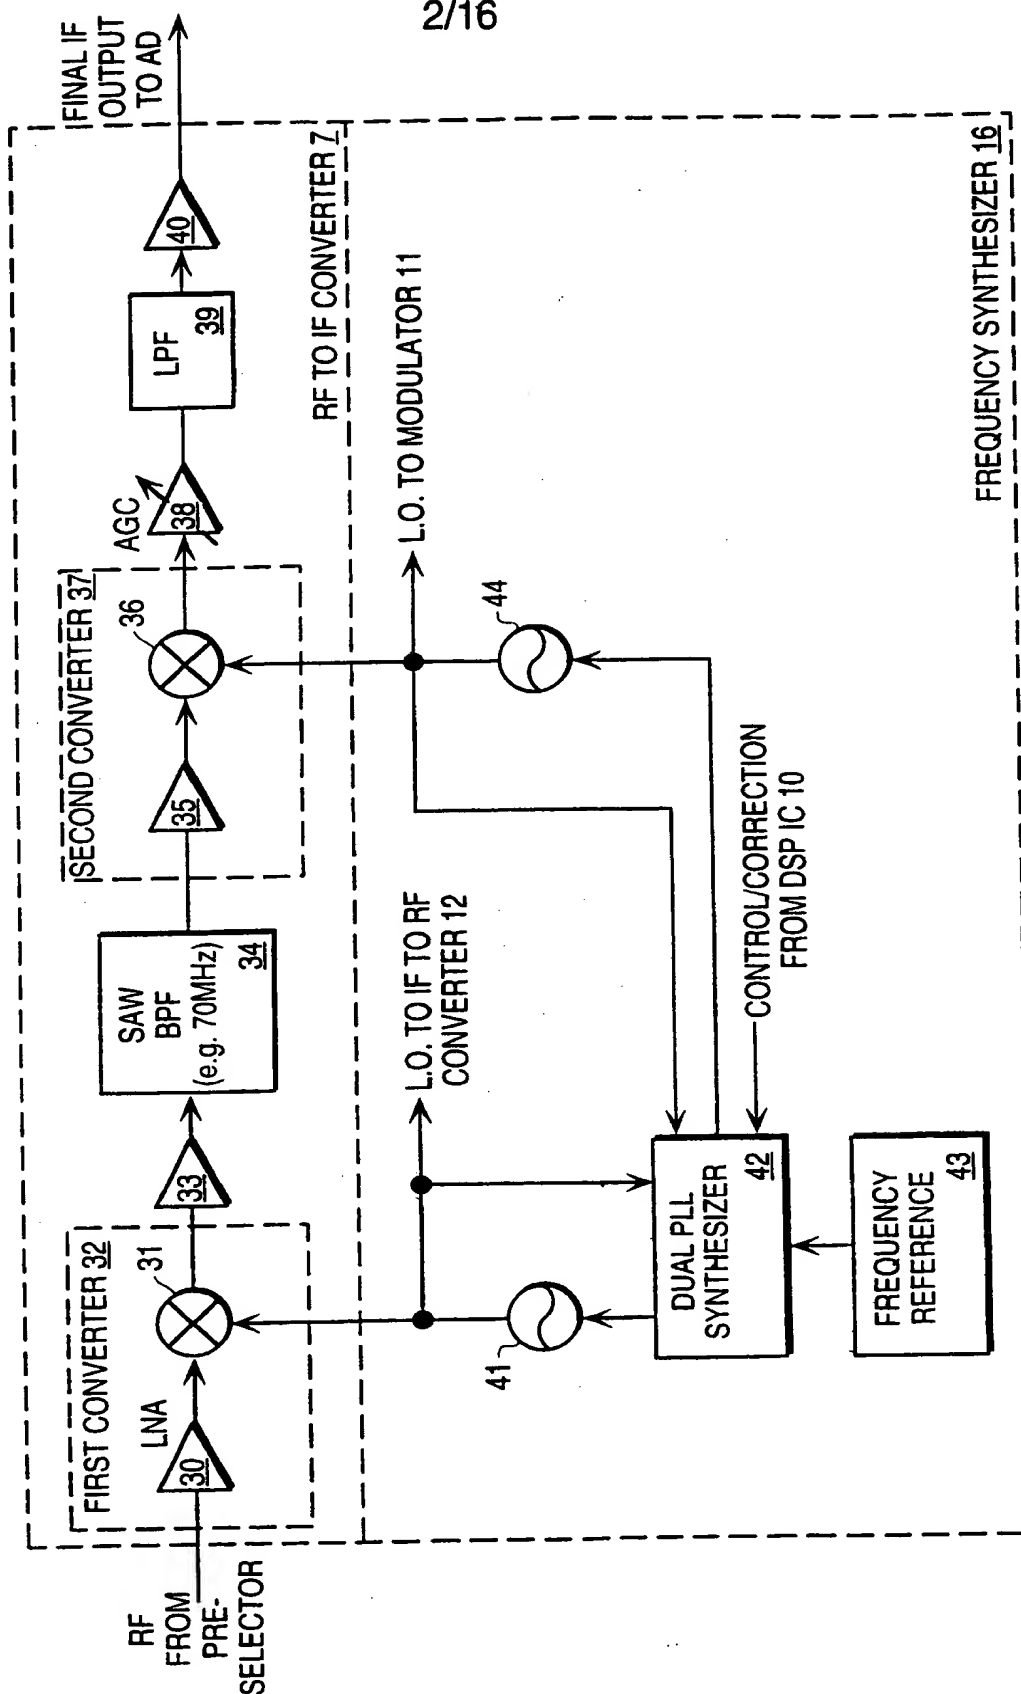 2/16
FINAL IF
OUTPUT
TO AD
RF TO IF CONVERTER 7
40
LPF
39
AGC
38
SECOND CONVERTER 37
36
35
SAW
BPF
(e.g. 70MHz)
34
33
FIRST CONVERTER 32
31
LNA
30
RF
FROM
PRE-
SELECTOR
L.O. TO MODULATOR 11
44
L.O. TO IF TO RF
CONVERTER 12
41
CONTROL/CORRECTION
FROM DSP IC 10
DUAL PLL
SYNTHESIZER
42
FREQUENCY
REFERENCE
43
FREQUENCY SYNTHESIZER 16